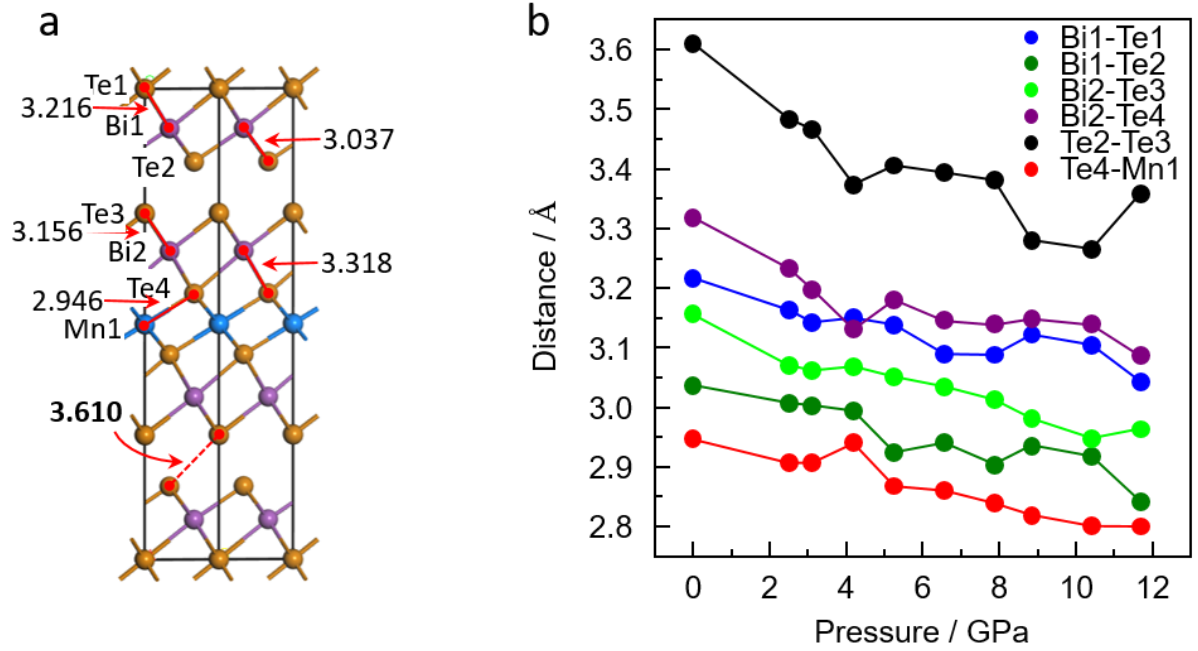 a
Te1
3.216
Bi1
3.037
Te2
Te3
3.156
Bi2
3.318
Te4
2.946
Mn1
3.610
b
Bi1-Te1
Bi1-Te2
Bi2-Te3
Bi2-Te4
Te2-Te3
Te4-Mn1
3.6
3.5
3.4
3.3
3.2
3.1
3.0
2.9
2.8
Distance / Å
0 2 4 6 8 10 12
Pressure / GPa